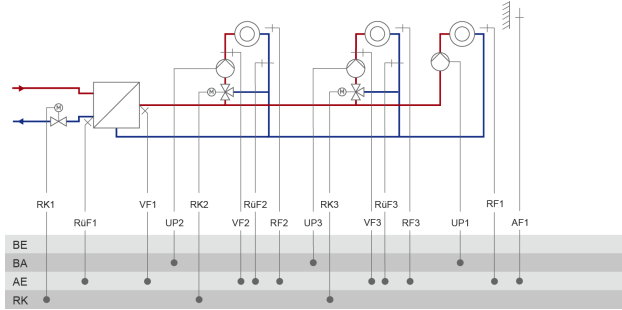 M
M
M
RK1
VF1
RK2
RüF2
RK3
RüF3
RF1
RüF1
UP2
VF2
RF2
UP3
VF3
RF3
UP1
AF1
BE
BA
AE
RK